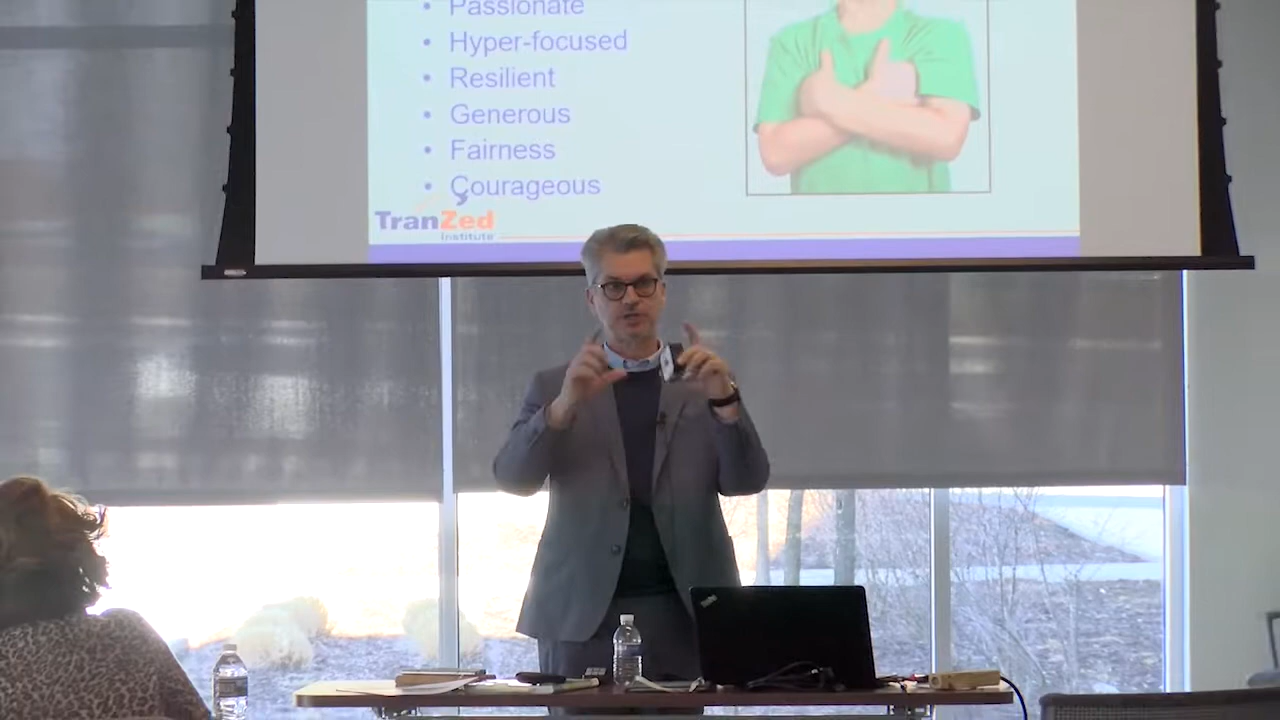 • Passionate
• Hyper-focused
• Resilient
• Generous
• Fairness
• Courageous
TranZed
Institute